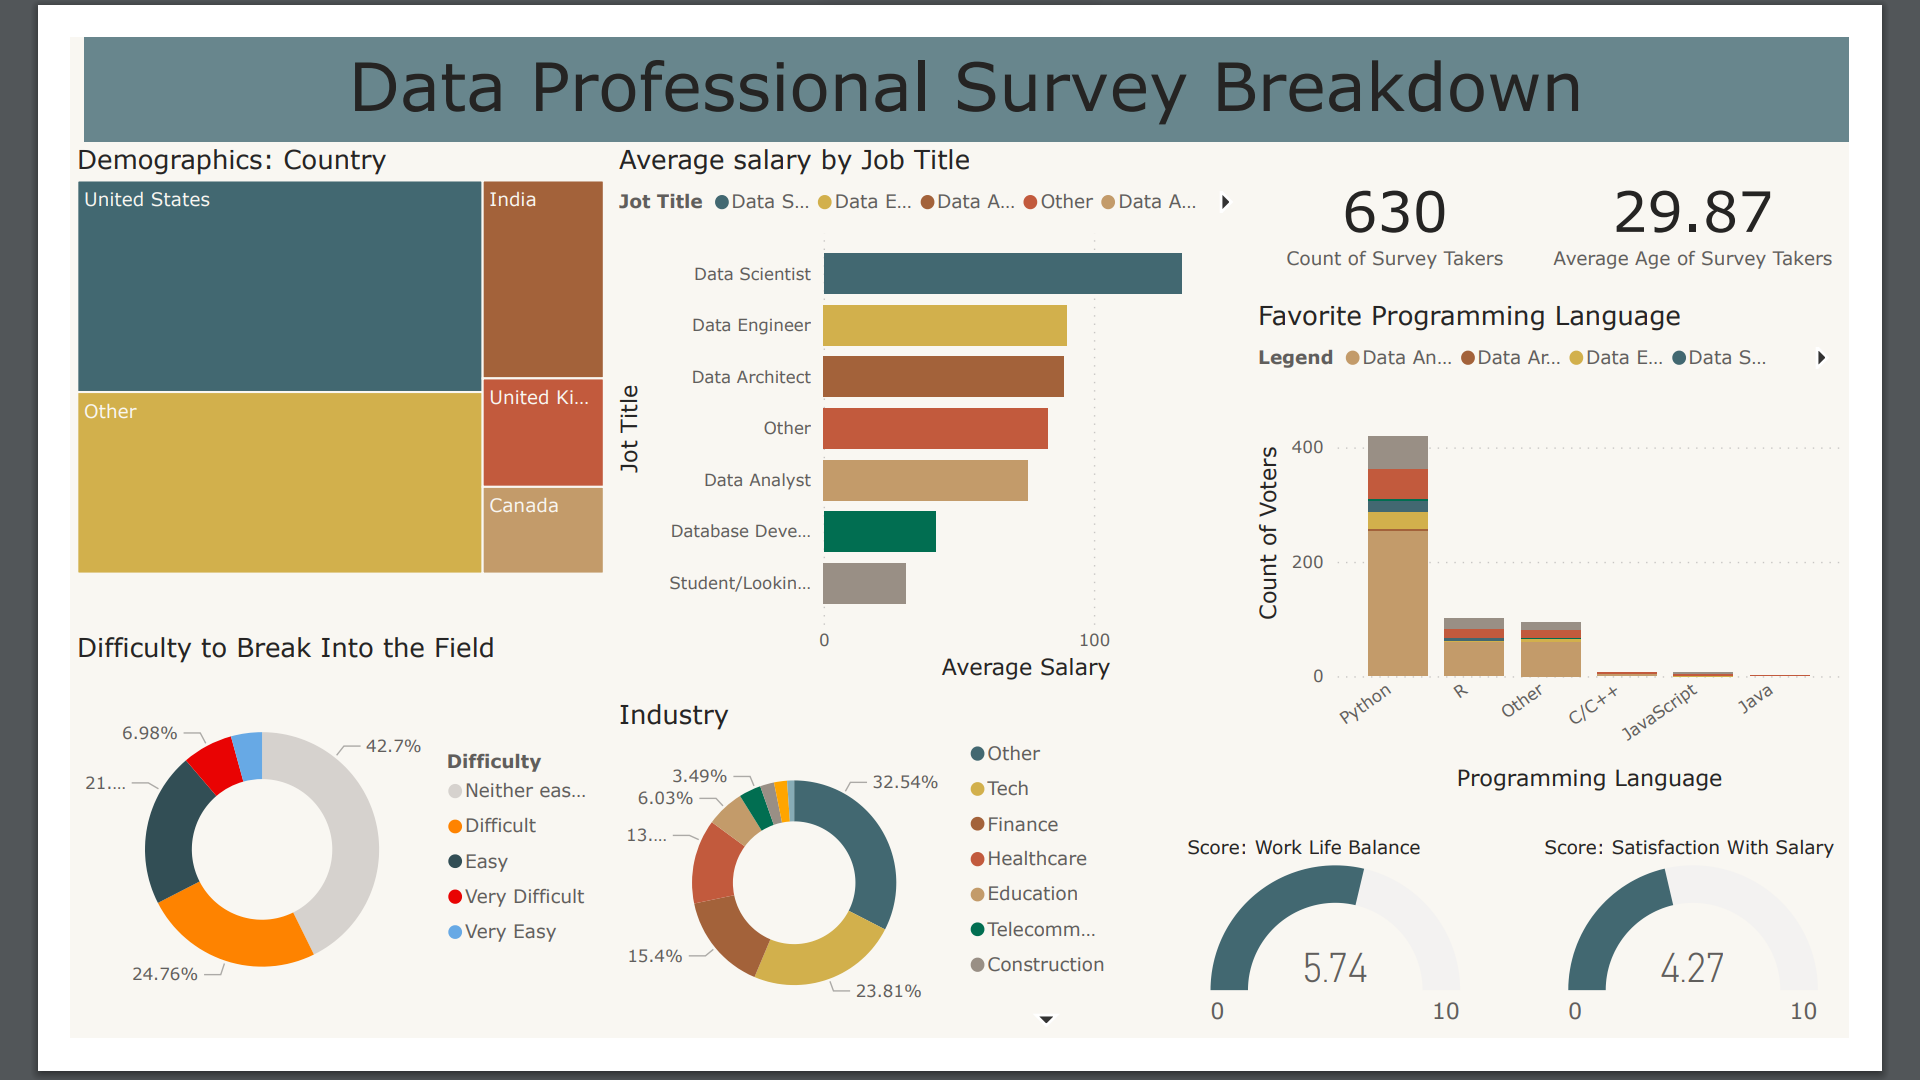 Data Professional Survey Breakdown
Demographics: Country
United States
India
Other
United Ki...
Canada
Average salary by Job Title
Jot Title Data S... Data E... Data A... Other Data A...
Jot Title
Data Scientist
Data Engineer
Data Architect
Other
Data Analyst
Database Deve...
Student/Lookin...
0 100
Average Salary
630
Count of Survey Takers
29.87
Average Age of Survey Takers
Favorite Programming Language
Legend Data An... Data Ar... Data E... Data S...
Count of Voters
400
200
0
Python R Other C/C++ JavaScript Java
Programming Language
Difficulty to Break Into the Field
6.98%
42.7%
21....
24.76%
Difficulty
Neither eas...
Difficult
Easy
Very Difficult
Very Easy
Industry
3.49%
32.54%
6.03%
13....
15.4%
23.81%
Other
Tech
Finance
Healthcare
Education
Telecomm...
Construction
Score: Work Life Balance
5.74
0 10
Score: Satisfaction With Salary
4.27
0 10